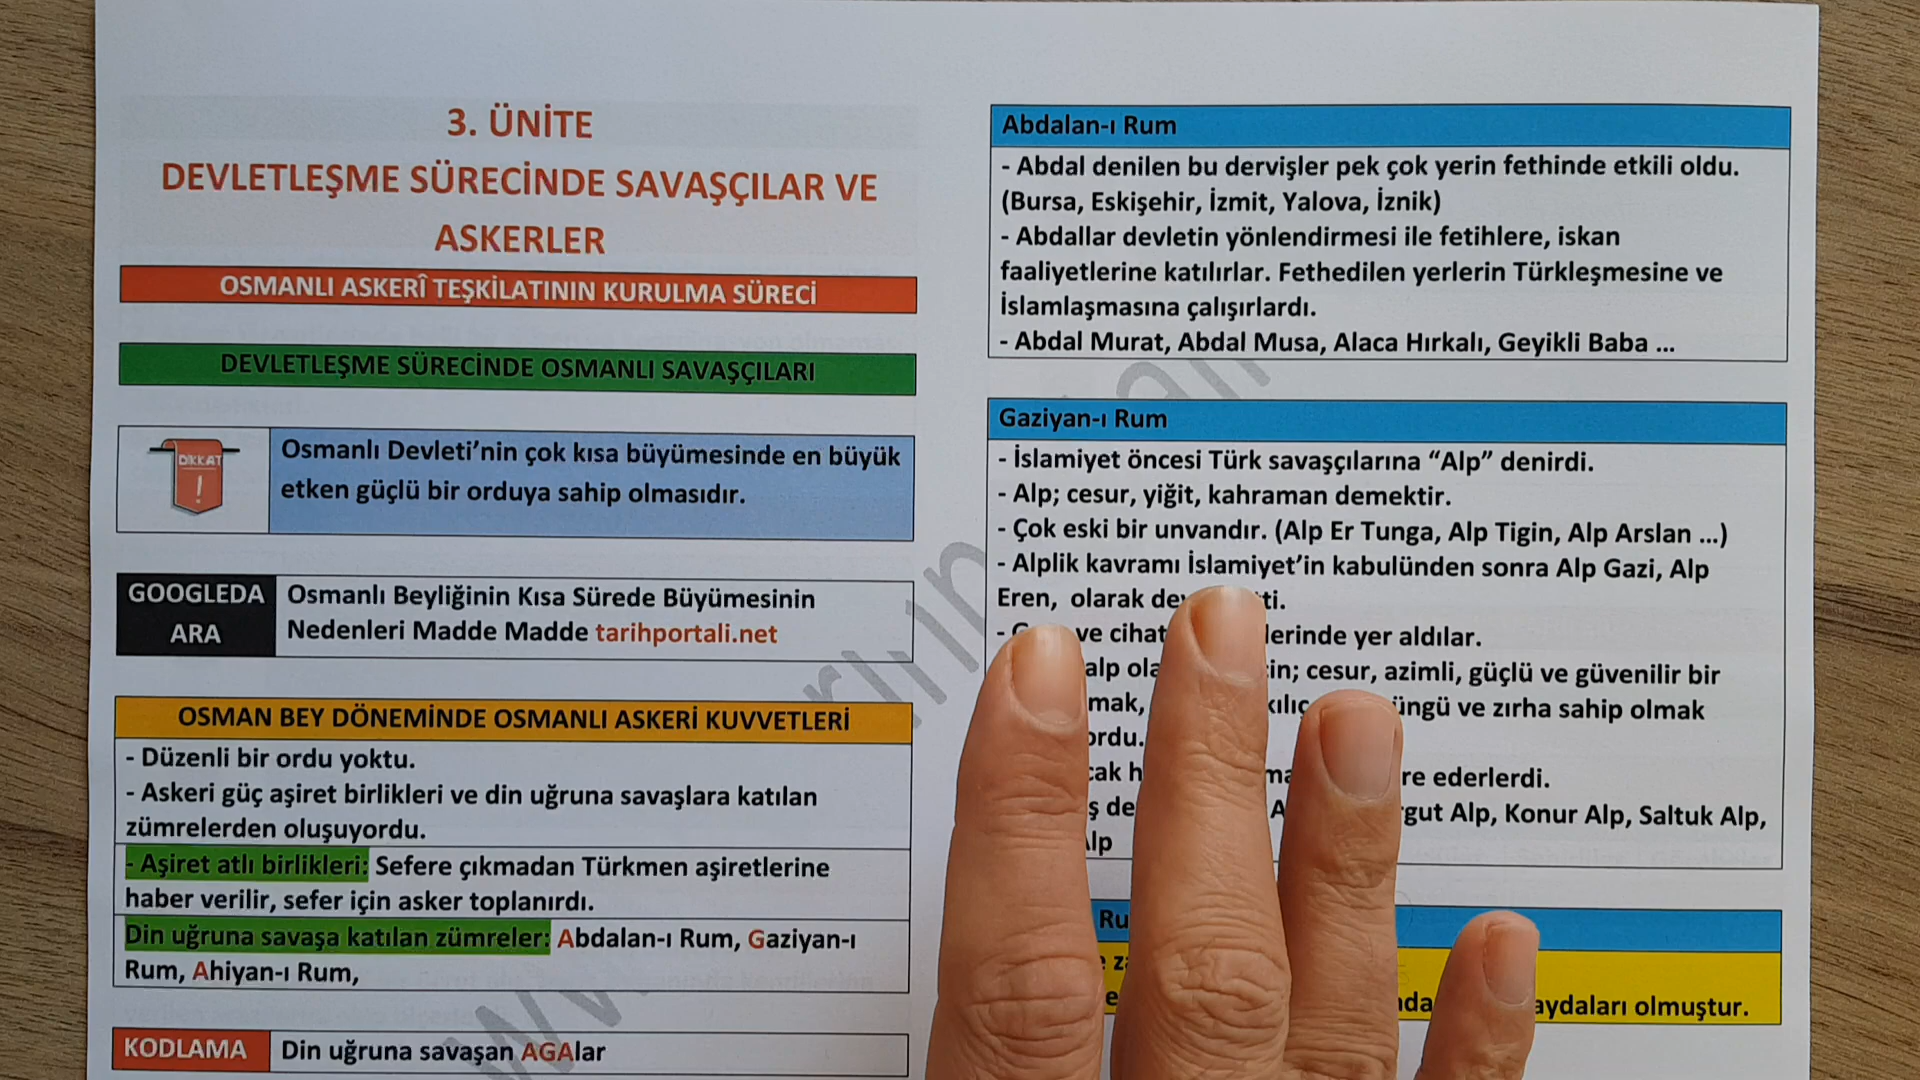 3. ÜNİTE
DEVLETLEŞME SÜRECİNDE SAVAŞÇILAR VE
ASKERLER
OSMANLI ASKERÎ TEŞKİLATININ KURULMA SÜRECİ
DEVLETLEŞME SÜRECİNDE OSMANLI SAVAŞÇILARI
DİKKAT
!
Osmanlı Devleti’nin çok kısa büyümesinde en büyük
etken güçlü bir orduya sahip olmasıdır.
GOOGLEDA
ARA
Osmanlı Beyliğinin Kısa Sürede Büyümesinin
Nedenleri Madde Madde tarihportali.net
OSMAN BEY DÖNEMİNDE OSMANLI ASKERİ KUVVETLERİ
- Düzenli bir ordu yoktu.
- Askeri güç aşiret birlikleri ve din uğruna savaşlara katılan
zümrelerden oluşuyordu.
- Aşiret atlı birlikleri: Sefere çıkmadan Türkmen aşiretlerine
haber verilir, sefer için asker toplanırdı.
Din uğruna savaşa katılan zümreler: Abdalan-ı Rum, Gaziyan-ı
Rum, Ahiyan-ı Rum,
KODLAMA
Din uğruna savaşan AGAlar
Abdalan-ı Rum
- Abdal denilen bu dervişler pek çok yerin fethinde etkili oldu.
(Bursa, Eskişehir, İzmit, Yalova, İznik)
- Abdallar devletin yönlendirmesi ile fetihlere, iskan
faaliyetlerine katılırlar. Fethedilen yerlerin Türkleşmesine ve
İslamlaşmasına çalışırlardı.
- Abdal Murat, Abdal Musa, Alaca Hırkalı, Geyikli Baba ...
Gaziyan-ı Rum
- İslamiyet öncesi Türk savaşçılarına “Alp” denirdi.
- Alp; cesur, yiğit, kahraman demektir.
- Çok eski bir unvandır. (Alp Er Tunga, Alp Tigin, Alp Arslan ...)
- Alplik kavramı İslamiyet’in kabulünden sonra Alp Gazi, Alp
Eren, olarak
ve cihat yer aldılar.
alp cesur, azimli, güçlü ve güvenilir bir
ve zırha sahip olmak
ederlerdi.
Alp, Konur Alp, Saltuk Alp,
olmuştur.